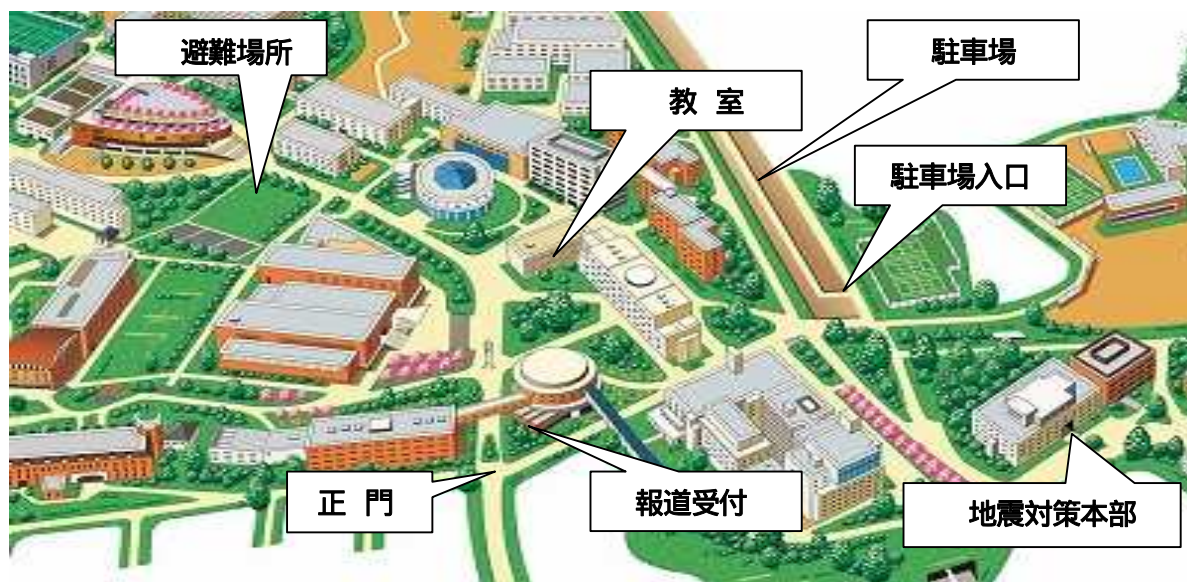 避難場所
駐車場
教 室
駐車場入口
正 門
報道受付
地震対策本部